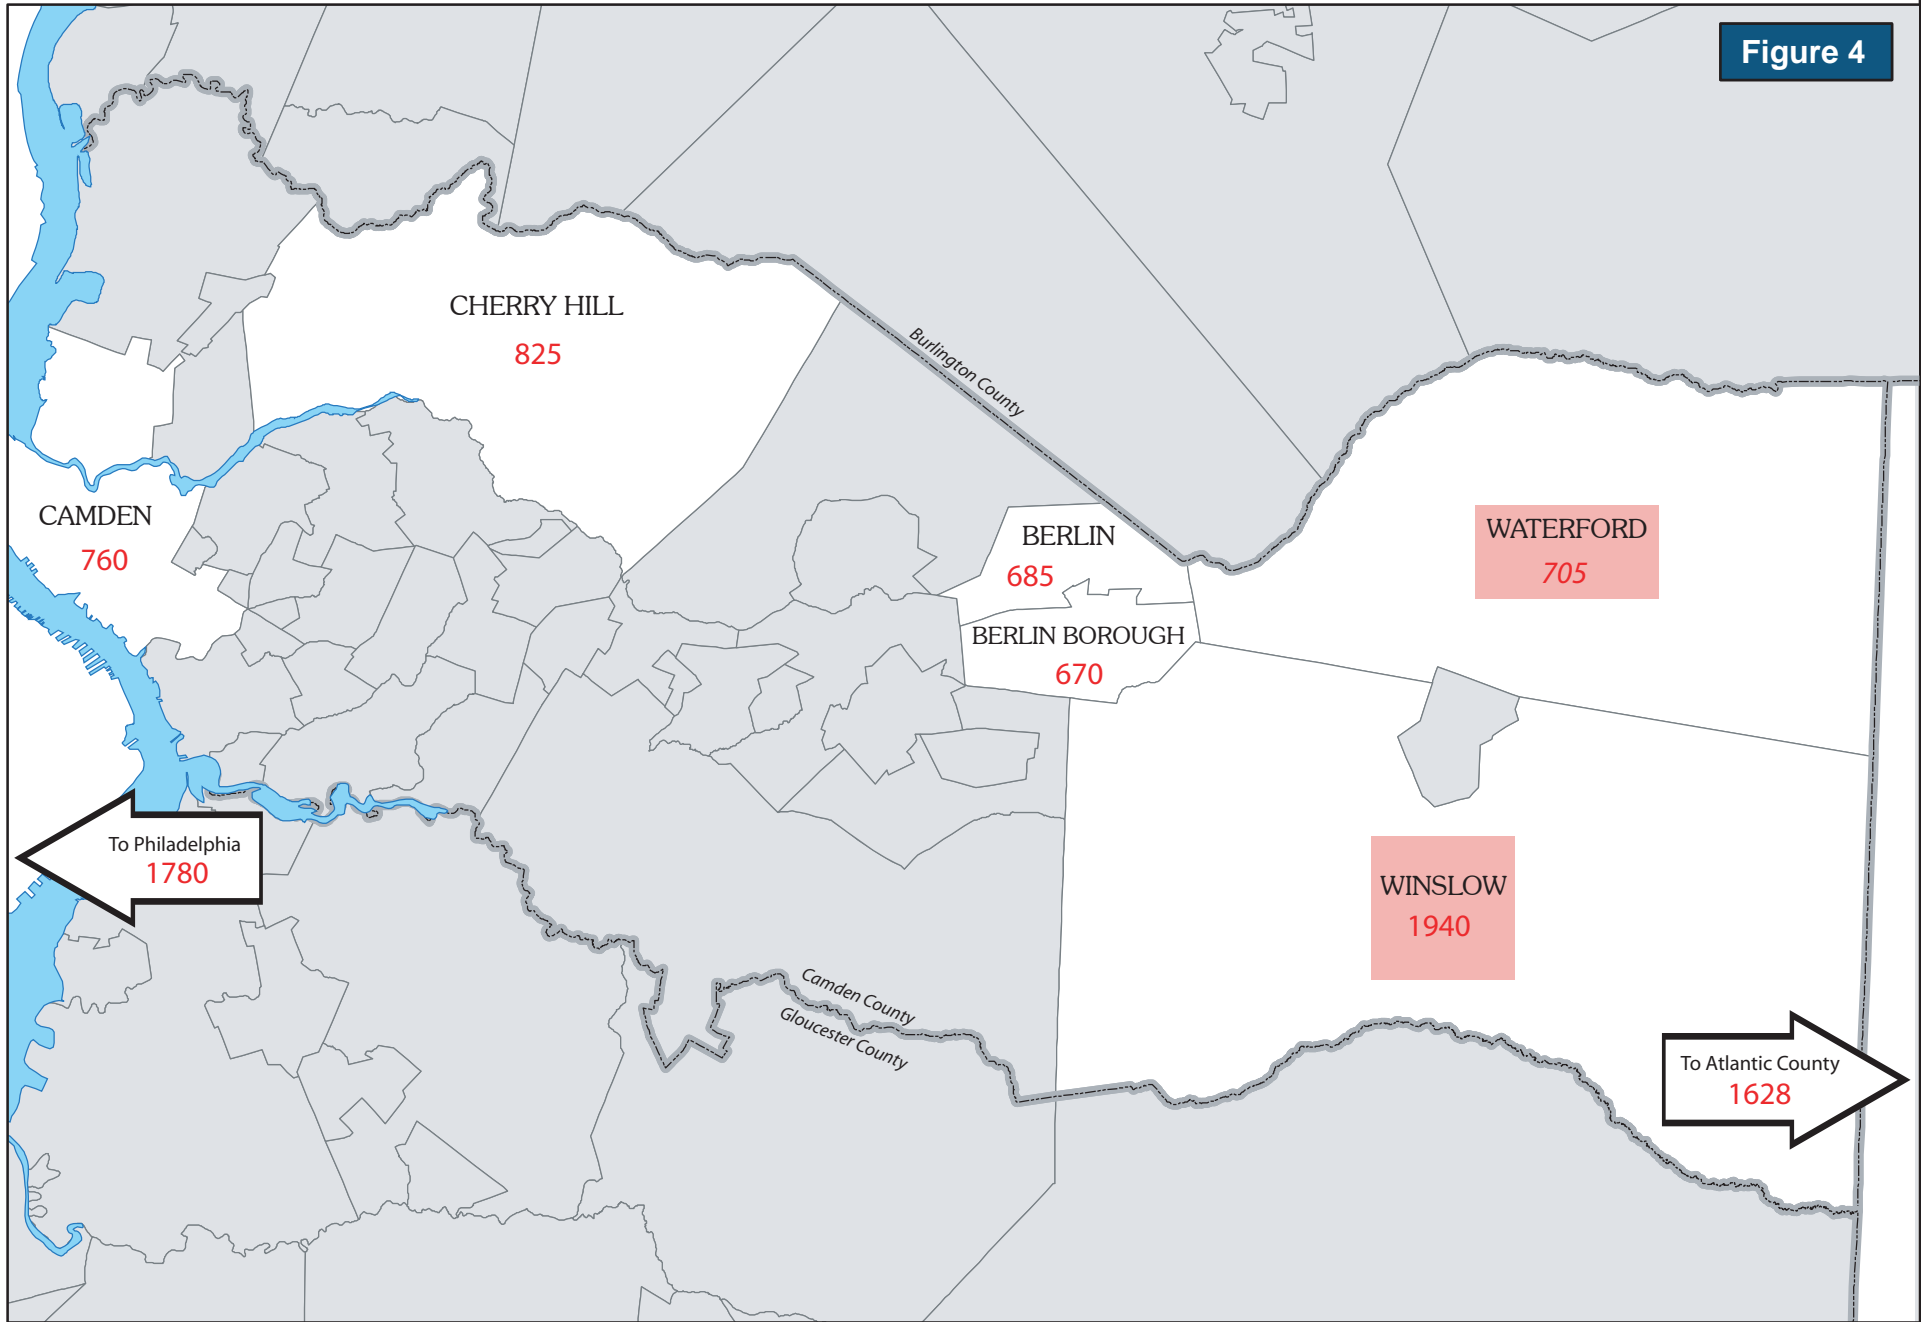 Figure 4
CHERRY HILL
825
Burlington County
CAMDEN
760
BERLIN
685
BERLIN BOROUGH
670
WATERFORD
705
To Philadelphia
1780
WINSLOW
1940
Camden County
Gloucester County
To Atlantic County
1628